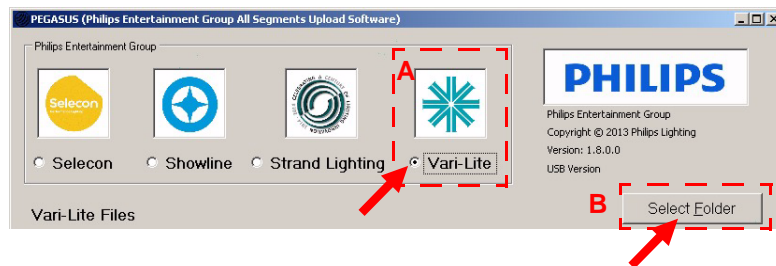 PEGASUS (Philips Entertainment Group All Segments Upload Software)
Philips Entertainment Group
A
Selecon
PHILIPS
Philips Entertainment Group
Copyright © 2013 Philips Lighting
Version: 1.8.0.0
USB Version
Selecon Showline Strand Lighting Vari-Lite
B
Select Folder
Vari-Lite Files